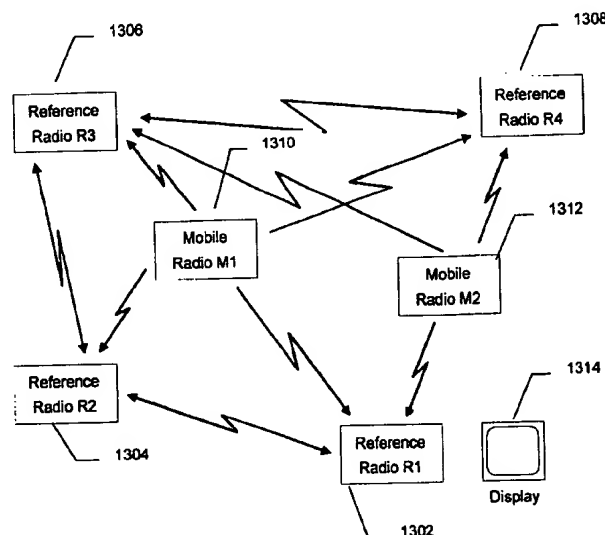 1306
Reference
Radio R3
1308
Reference
Radio R4
1310
Mobile
Radio M1
1312
Mobile
Radio M2
Reference
Radio R2
1304
Reference
Radio R1
1302
1314
Display